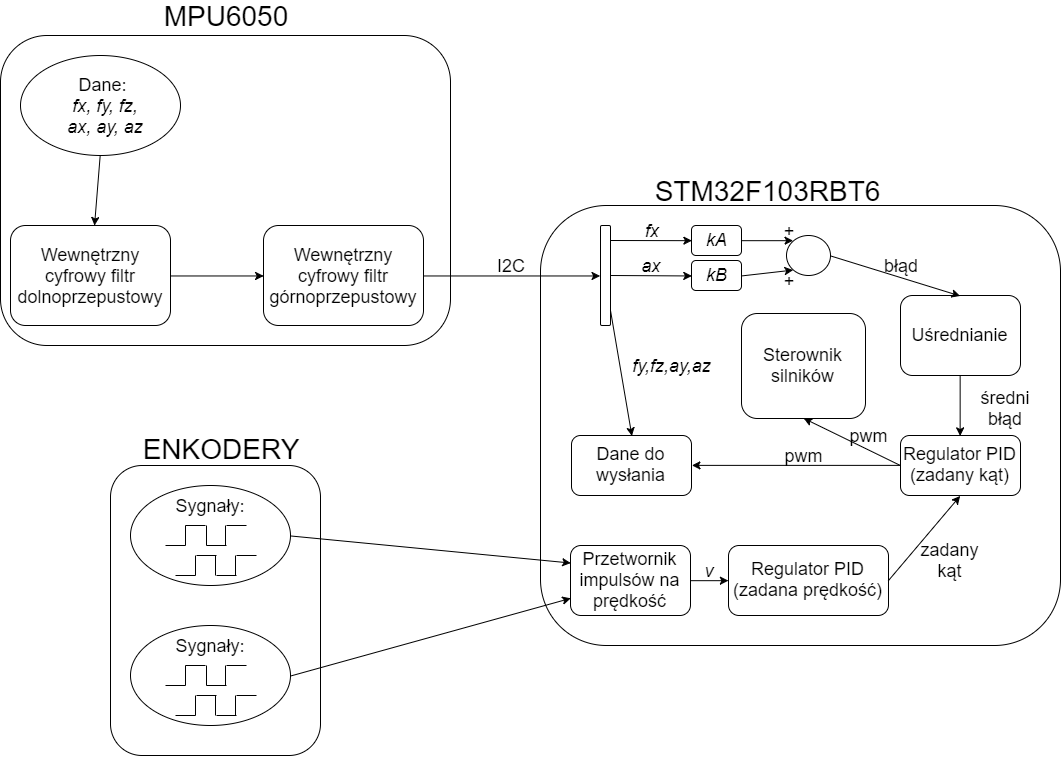 MPU6050
Dane:
fx, fy, fz,
ax, ay, az
Wewnętrzny
cyfrowy filtr
dolnoprzepustowy
Wewnętrzny
cyfrowy filtr
górnoprzepustowy
I2C
STM32F103RBT6
fx
kA
+
ax
kB
+
błąd
Uśrednianie
Sterownik
silników
fy,fz,ay,az
średni
błąd
pwm
Dane do
wysłania
pwm
Regulator PID
(zadany kąt)
ENKODERY
Sygnały:
Sygnały:
Przetwornik
impulsów na
prędkość
v
Regulator PID
(zadana prędkość)
zadany
kąt